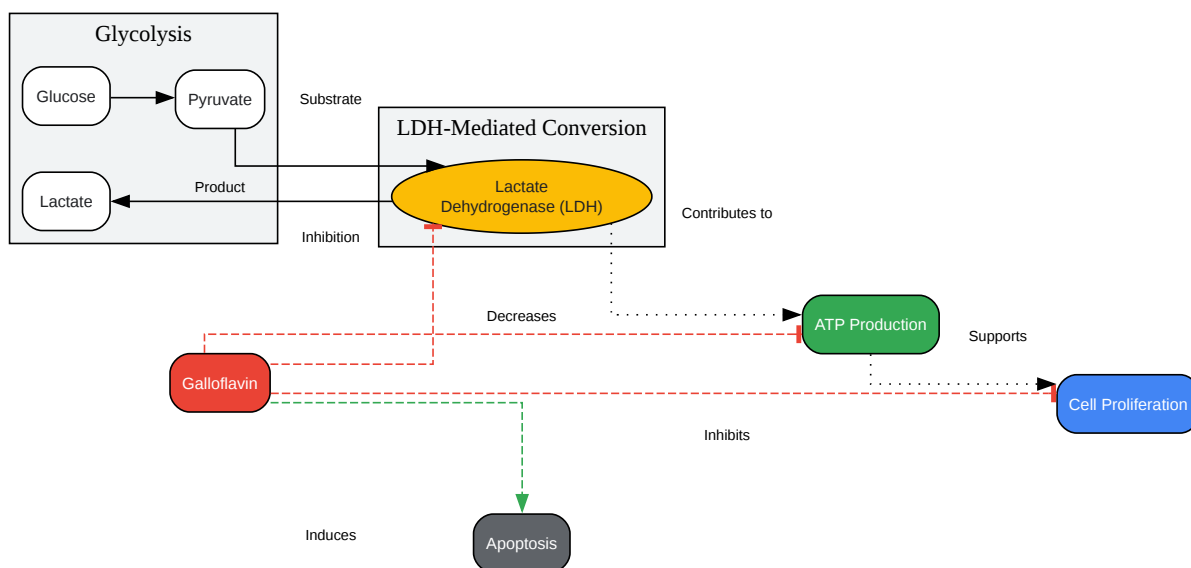 Glycolysis
Glucose
Pyruvate
Substrate
LDH-Mediated Conversion
Lactate
Product
Lactate
Dehydrogenase (LDH)
Contributes to
Inhibition
Decreases
ATP Production
Supports
Galloflavin
Cell Proliferation
Inhibits
Induces
Apoptosis